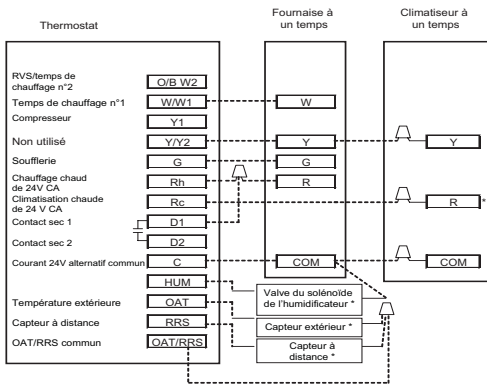 Thermostat
Fournaise à
un temps
Climatiseur à
un temps
RVS/temps de
chauffage n°2
O/B W2
Temps de chauffage n°1
W/W1
W
Compresseur
Y1
Non utilisé
Y/Y2
Y
Y
Soufflerie
G
G
Chauffage chaud
de 24V CA
Rh
R
Climatisation chaude
de 24 V CA
Rc
R *
Contact sec 1
D1
Contact sec 2
D2
Courant 24V alternatif commun
C
COM
COM
HUM
Valve du solénoïde
de l'humidificateur *
Température extérieure
OAT
Capteur extérieur *
Capteur à distance
RRS
Capteur à
distance *
OAT/RRS commun
OAT/RRS